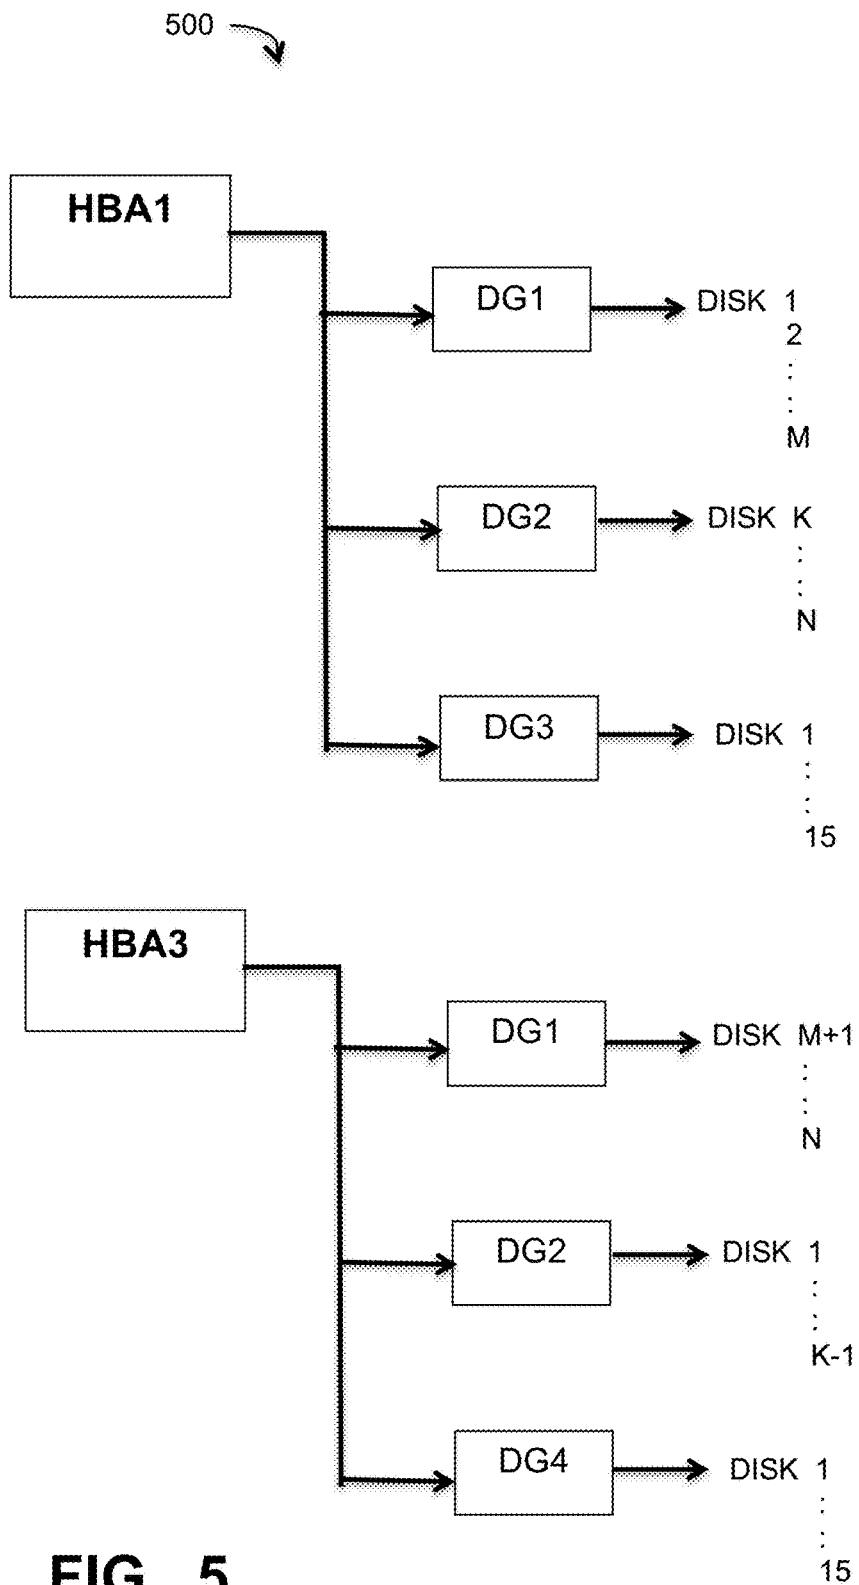 500
HBA1
DG1
DISK 1
2
M
DG2
DISK K
N
DG3
DISK 1
15
HBA3
DG1
DISK M+1
N
DG2
DISK 1
K-1
DG4
DISK 1
15
FIG. 5